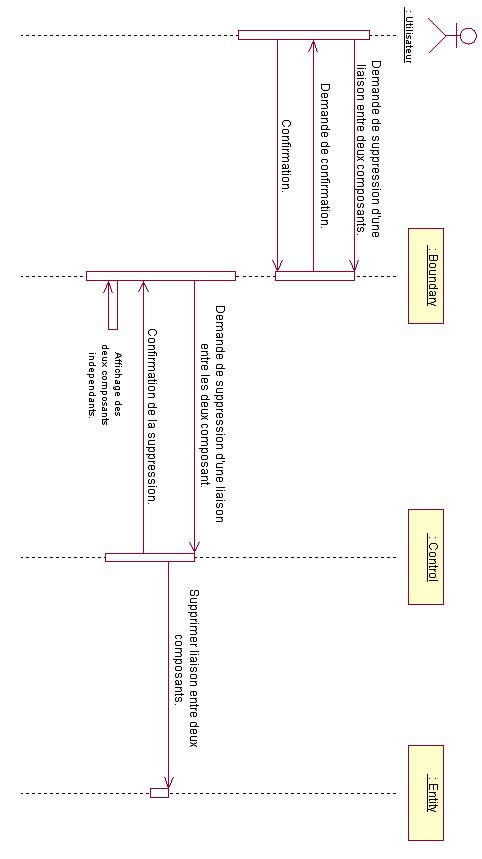 : Utilisateur
: Boundary
: Control
: Entity
Demande de suppression d'une
liaison entre deux composants.
Demande de confirmation.
Confirmation.
Demande de suppression d'une liaison
entre les deux composant.
Supprimer liaison entre deux
composants.
Confirmation de la suppression.
Affichage des
deux composants
independants.